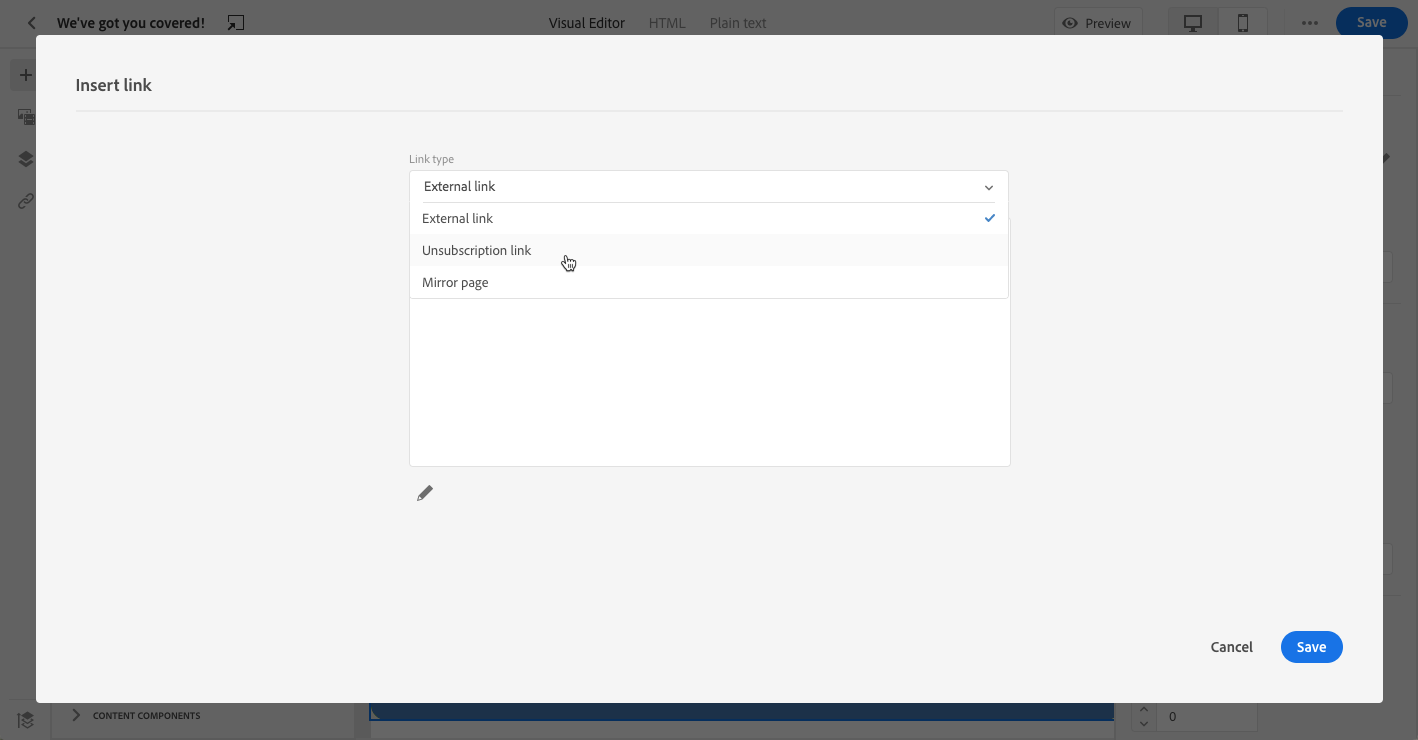 We've got you covered!
Visual Editor HTML Plain text
Preview
Save
Insert link
Link type
External link
External link
Unsubscription link
Mirror page
Cancel
Save
CONTENT COMPONENTS
0